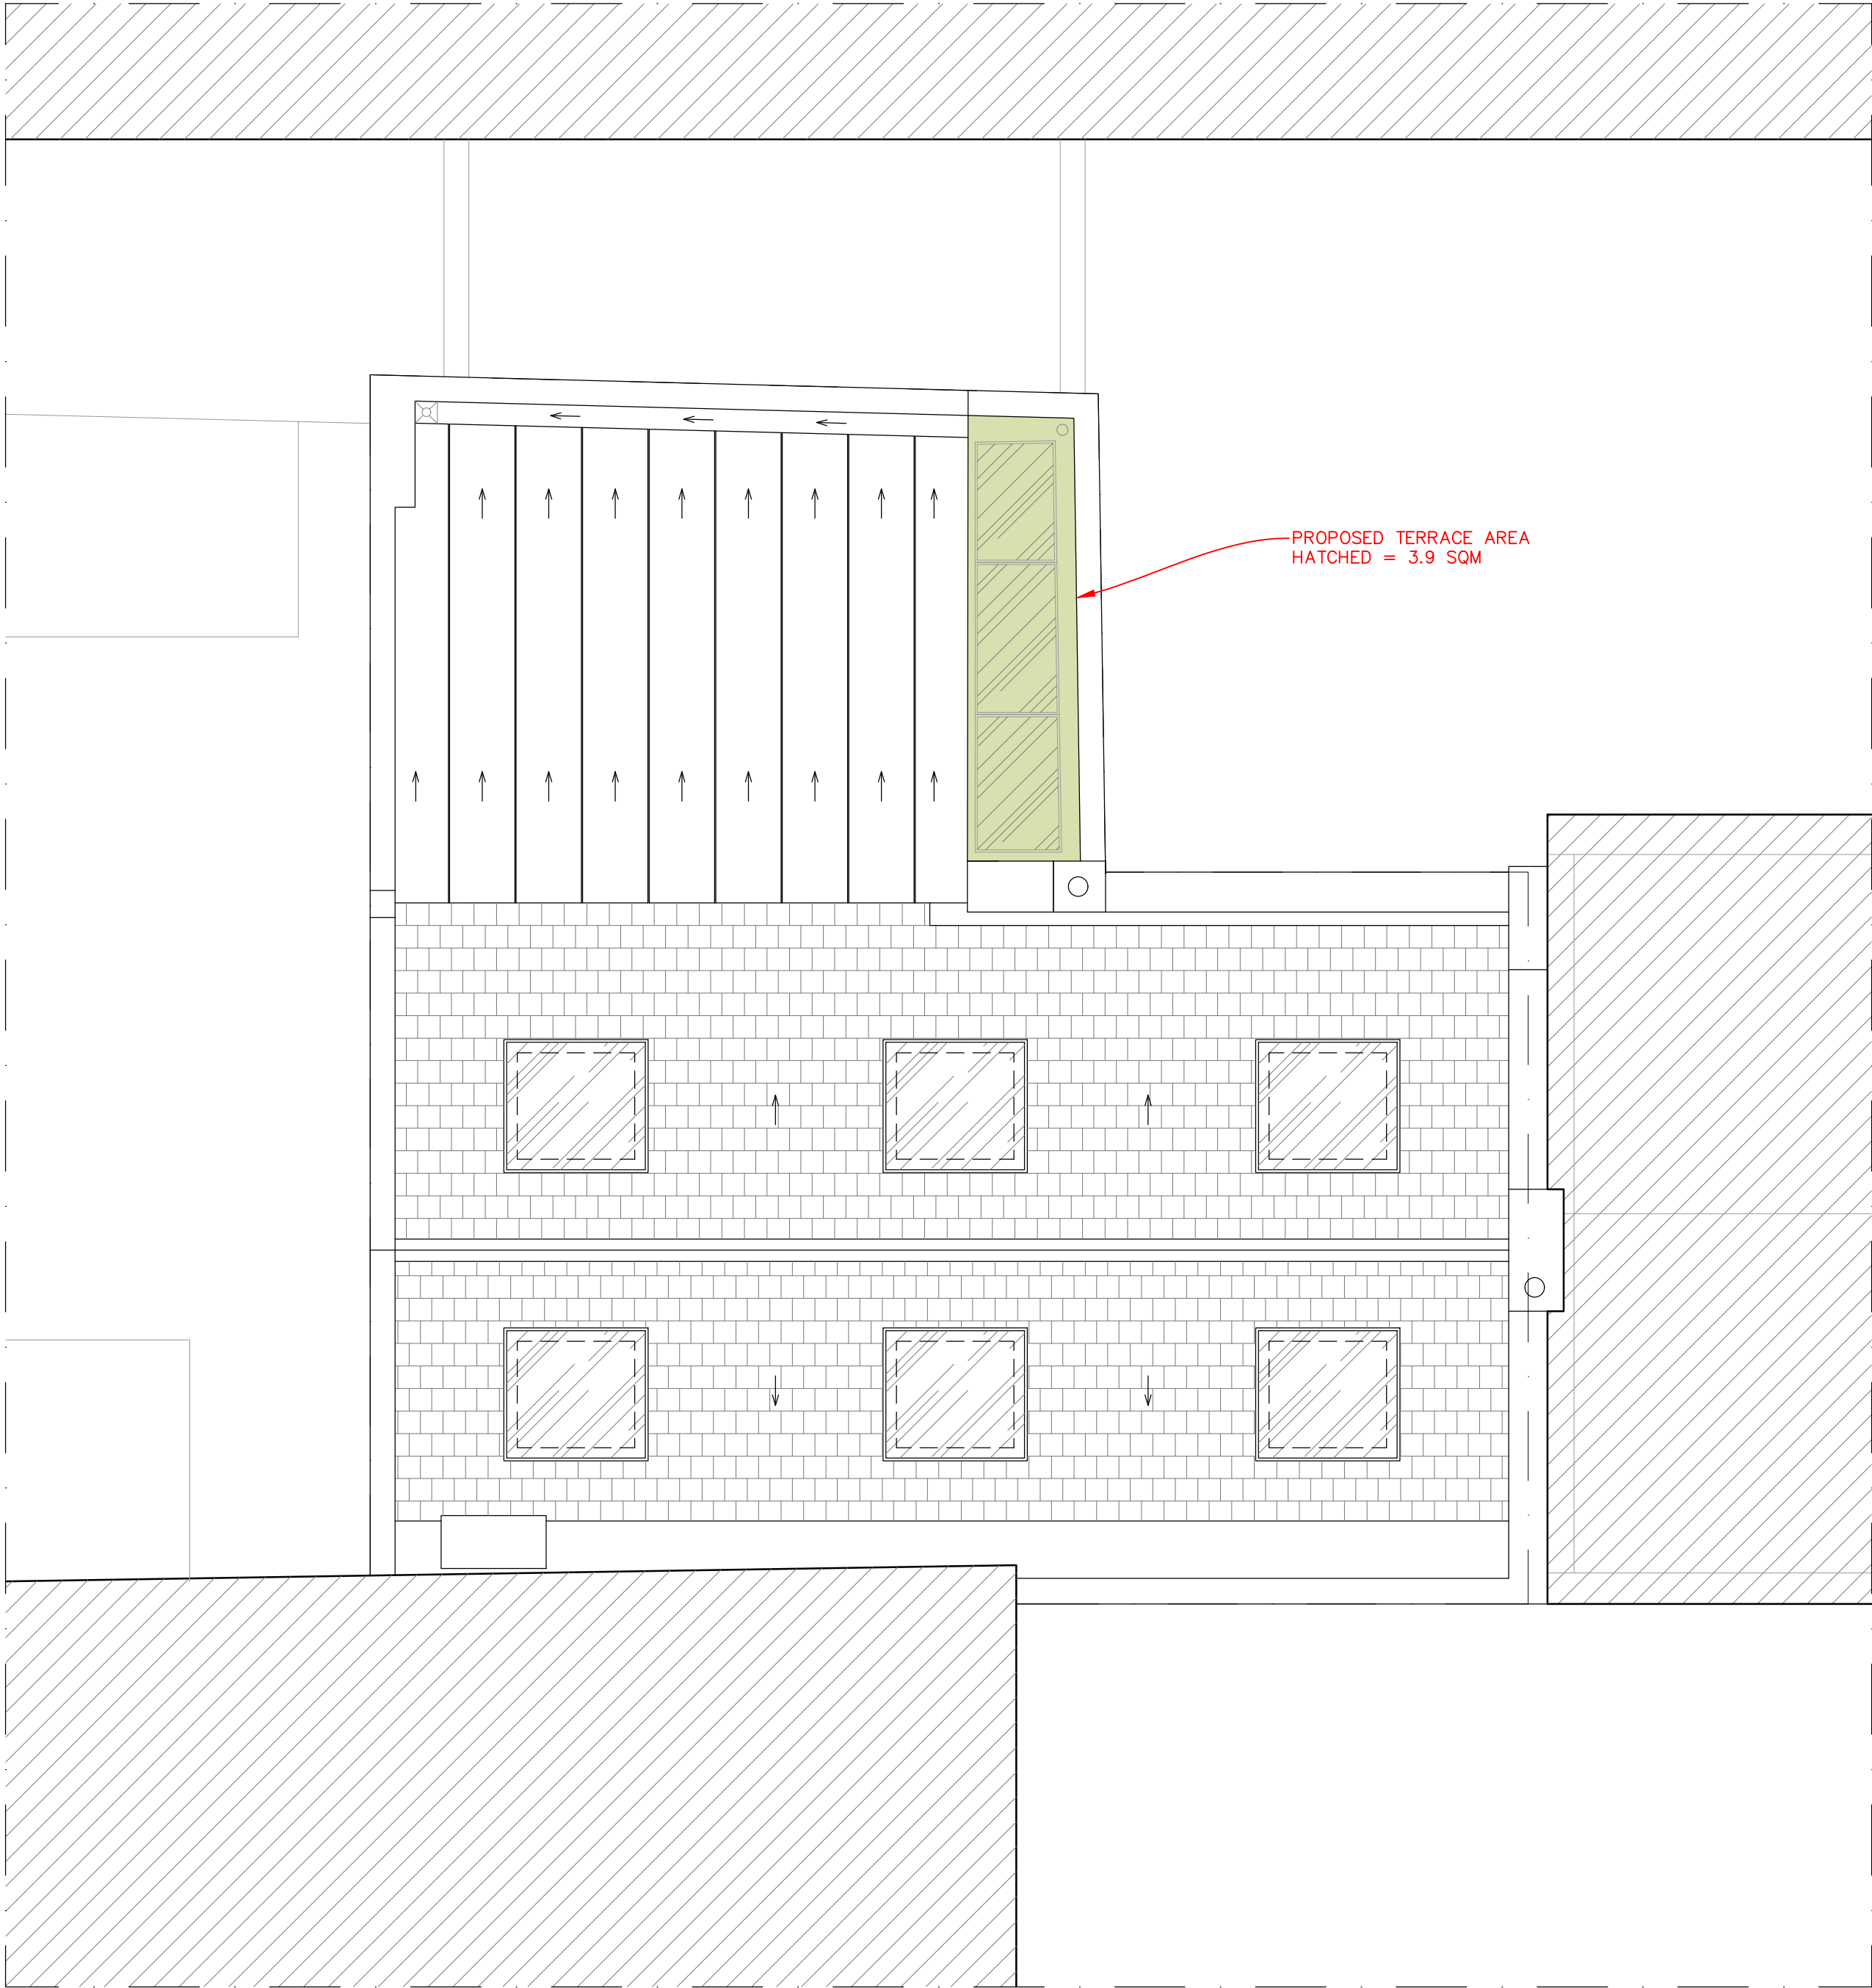 PROPOSED TERRACE AREA
HATCHED = 3.9 SQM